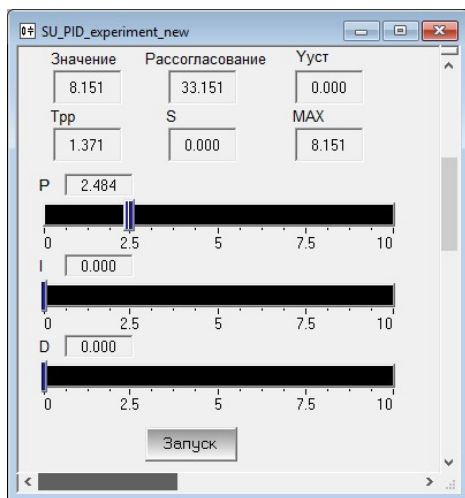 SU_PID_experiment_new
Значение Рассогласование Yуст
8.151 33.151 0.000
Tpp S MAX
1.371 0.000 8.151
P 2.484
0 2.5 5 7.5 10
I 0.000
0 2.5 5 7.5 10
D 0.000
0 2.5 5 7.5 10
Запуск